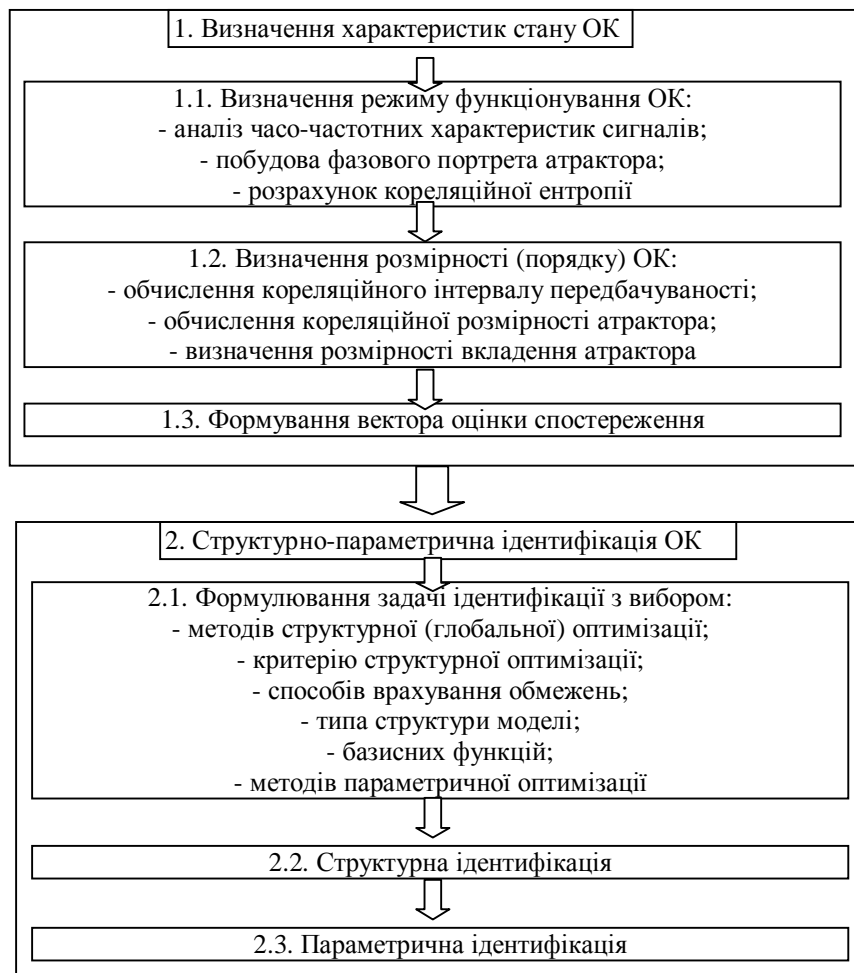 1. Визначення характеристик стану ОК
1.1. Визначення режиму функціонування ОК:
- аналіз часо-частотних характеристик сигналів;
- побудова фазового портрета атрактора;
- розрахунок кореляційної ентропії
1.2. Визначення розмірності (порядку) ОК:
- обчислення кореляційного інтервалу передбачуваності;
- обчислення кореляційної розмірності атрактора;
- визначення розмірності вкладення атрактора
1.3. Формування вектора оцінки спостереження
2. Структурно-параметрична ідентифікація ОК
2.1. Формулювання задачі ідентифікації з вибором:
- методів структурної (глобальної) оптимізації;
- критерію структурної оптимізації;
- способів врахування обмежень;
- типа структури моделі;
- базисних функцій;
- методів параметричної оптимізації
2.2. Структурна ідентифікація
2.3. Параметрична ідентифікація